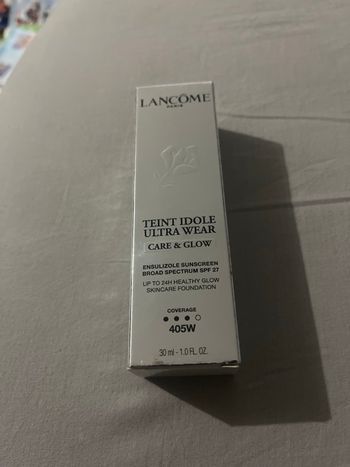 LANCÔME
PARIS
TEINT IDOLE
ULTRA WEAR
CARE & GLOW
ENSULIZOLE SUNSCREEN
BROAD SPECTRUM SPF 27
UP TO 24H HEALTHY GLOW
SKINCARE FOUNDATION
COVERAGE
405W
30 ml - 1.0 FL. OZ.